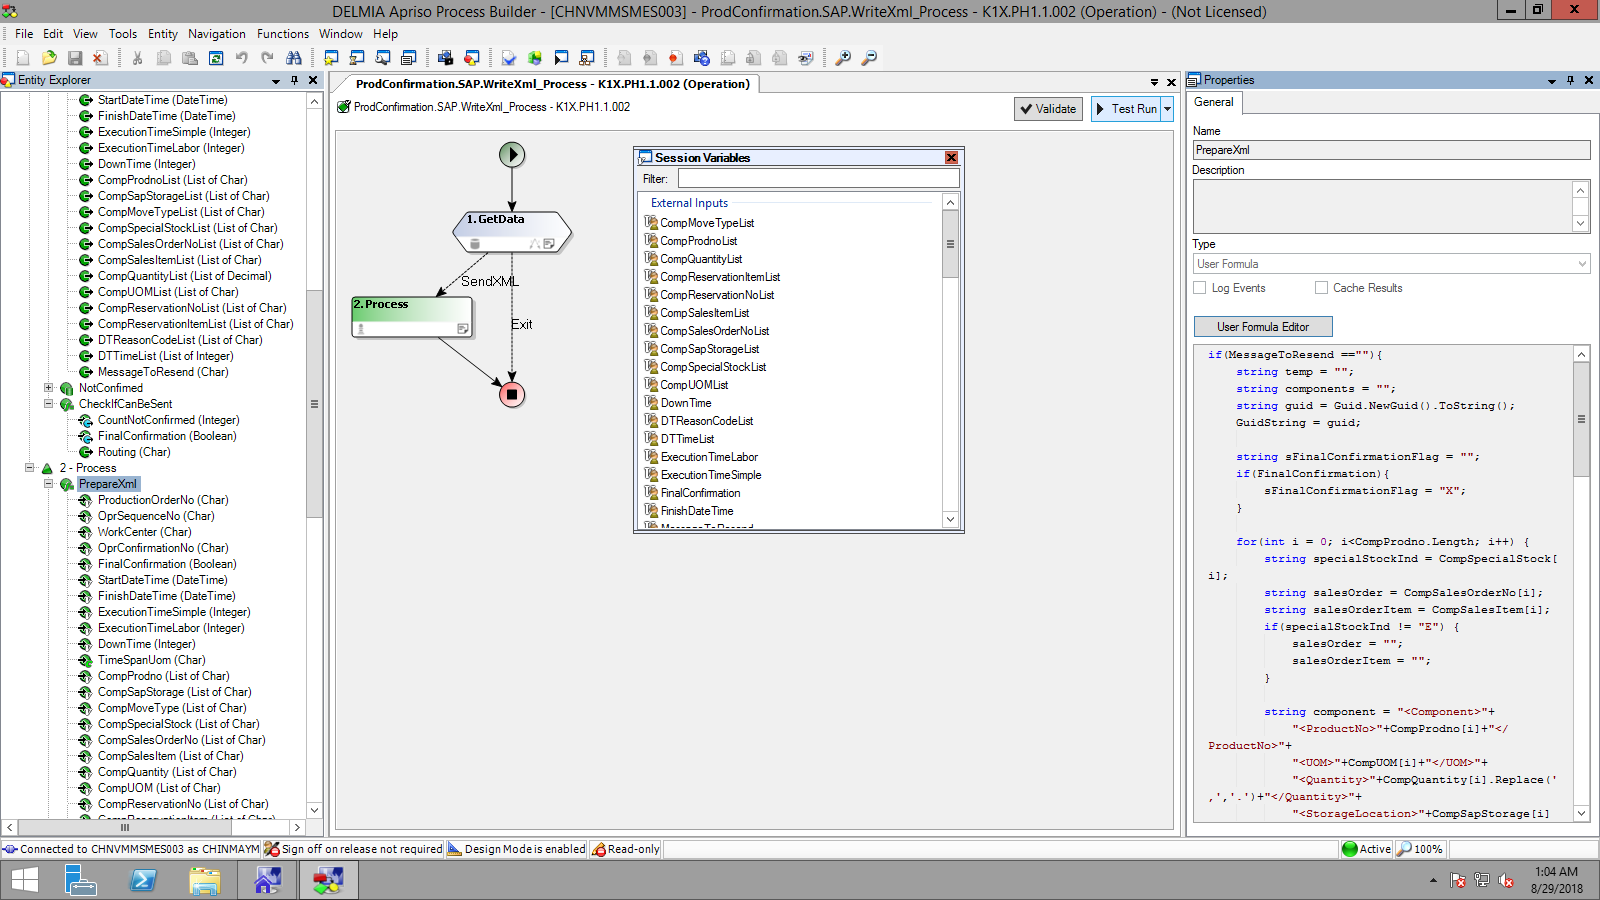 DELMIA Apriso Process Builder - [CHNVMMSMES003] - ProdConfirmation.SAP.WriteXml_Process - K1X.PH1.1.002 (Operation) - (Not Licensed)
File Edit View Tools Entity Navigation Functions Window Help
Entity Explorer
StartDateTime (DateTime)
FinishDateTime (DateTime)
ExecutionTimeSimple (Integer)
ExecutionTimeLabor (Integer)
DownTime (Integer)
CompProdnoList (List of Char)
CompSapStorageList (List of Char)
CompMoveTypeList (List of Char)
CompSpecialStockList (List of Char)
CompSalesOrderNoList (List of Char)
CompSalesItemList (List of Char)
CompQuantityList (List of Decimal)
CompUOMList (List of Char)
CompReservationNoList (List of Char)
CompReservationItemList (List of Char)
DTReasonCodeList (List of Char)
DTTimeList (List of Integer)
MessageToResend (Char)
NotConfimed
CheckIfCanBeSent
CountNotConfirmed (Integer)
FinalConfirmation (Boolean)
Routing (Char)
2 - Process
PrepareXml
ProductionOrderNo (Char)
OprSequenceNo (Char)
WorkCenter (Char)
OprConfirmationNo (Char)
FinalConfirmation (Boolean)
StartDateTime (DateTime)
FinishDateTime (DateTime)
ExecutionTimeSimple (Integer)
ExecutionTimeLabor (Integer)
DownTime (Integer)
TimeSpanUom (Char)
CompProdno (List of Char)
CompSapStorage (List of Char)
CompMoveType (List of Char)
CompSpecialStock (List of Char)
CompSalesOrderNo (List of Char)
CompSalesItem (List of Char)
CompQuantity (List of Char)
CompUOM (List of Char)
CompReservationNo (List of Char)
CompReservationItem (List of Char)
ProdConfirmation.SAP.WriteXml_Process - K1X.PH1.1.002 (Operation)
ProdConfirmation.SAP.WriteXml_Process - K1X.PH1.1.002
Validate
Test Run
1.GetData
SendXML
2.Process
Exit
Session Variables
Filter:
External Inputs
CompMoveTypeList
CompProdnoList
CompQuantityList
CompReservationItemList
CompReservationNoList
CompSalesItemList
CompSalesOrderNoList
CompSapStorageList
CompSpecialStockList
CompUOMList
DownTime
DTReasonCodeList
DTTimeList
ExecutionTimeLabor
ExecutionTimeSimple
FinalConfirmation
FinishDateTime
MessageToResend
Properties
General
Name
PrepareXml
Description
Type
User Formula
Log Events
Cache Results
User Formula Editor
if(MessageToResend ==""){
string temp = "";
string components = "";
string guid = Guid.NewGuid().ToString();
GuidString = guid;
string sFinalConfirmationFlag = "";
if(FinalConfirmation){
sFinalConfirmationFlag = "X";
}
for(int i = 0; i<CompProdno.Length; i++) {
string specialStockInd = CompSpecialStock[
i];
string salesOrder = CompSalesOrderNo[i];
string salesOrderItem = CompSalesItem[i];
if(specialStockInd != "E") {
salesOrder = "";
salesOrderItem = "";
}
string component = "<Component>"+
"<ProductNo>"+CompProdno[i]+"</
ProductNo>"+
"<UOM>"+CompUOM[i]+"</UOM>"+
"<Quantity>"+CompQuantity[i].Replace('
,','.')+"</Quantity>"+
"<StorageLocation>"+CompSapStorage[i]
Connected to CHNVMMSMES003 as CHINMAYM
Sign off on release not required
Design Mode is enabled
Read-only
Active
100%
1:04 AM
8/29/2018